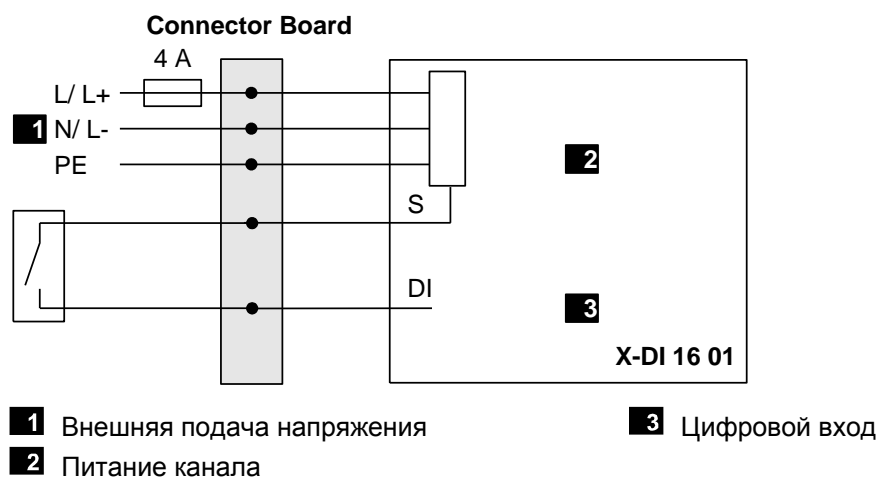 Connector Board
4 A
L/ L+
1 N/ L-
PE
2
S
DI
3
X-DI 16 01
1 Внешняя подача напряжения
3 Цифровой вход
2 Питание канала